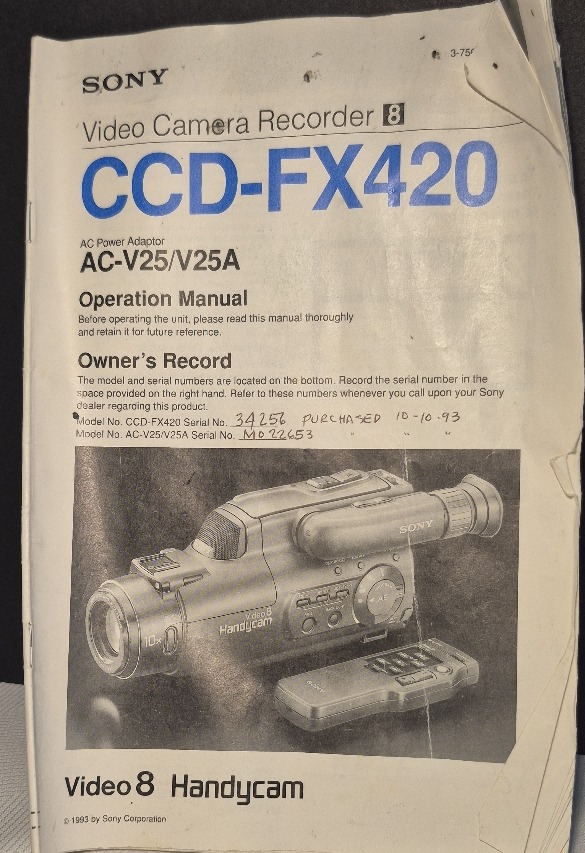 3-75
SONY
Video Camera Recorder 8
CCD-FX420
AC Power Adaptor
AC-V25/V25A
Operation Manual
Before operating the unit, please read this manual thoroughly
and retain it for future reference.
Owner's Record
The model and serial numbers are located on the bottom. Record the serial number in the
space provided on the right hand. Refer to these numbers whenever you call upon your Sony
dealer regarding this product.
Model No. CCD-FX420 Serial No. 34256 PURCHASED 10-10-93
Model No. AC-V25/V25A Serial No. MO22653 " " "
SONY
10x
Video8
Handycam
SONY
Video 8 Handycam
© 1993 by Sony Corporation